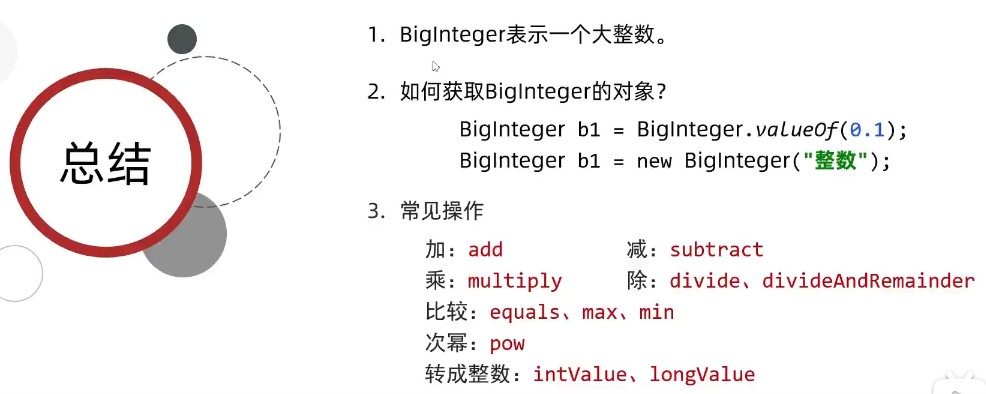 总结
1. BigInteger表示一个大整数。
2. 如何获取BigInteger的对象？
BigInteger b1 = BigInteger.valueOf(0.1);
BigInteger b1 = new BigInteger("整数");
3. 常见操作
加：add 减：subtract
乘：multiply 除：divide、divideAndRemainder
比较：equals、max、min
次幂：pow
转成整数：intValue、longValue